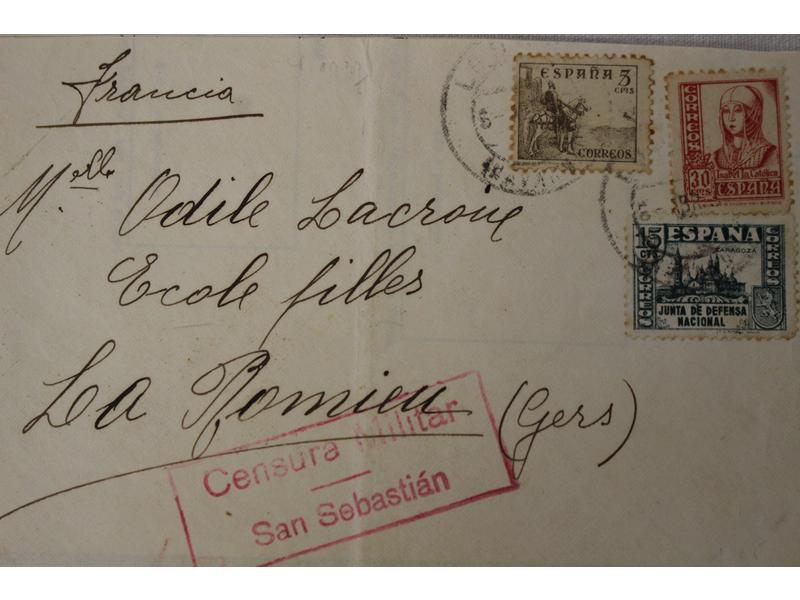 Francia
ESPAÑA 5
CTS
CORREOS
CORREOS
30
CTS
Isabel la Católica
ESPAÑA
Mlle Odile Lacroue
Ecole filles
La Romieu (Gers)
15 ESPAÑA
CTS
ZARAGOZA
CORREOS
CORREOS
JUNTA DE DEFENSA
NACIONAL
Censura Militar
San Sebastián